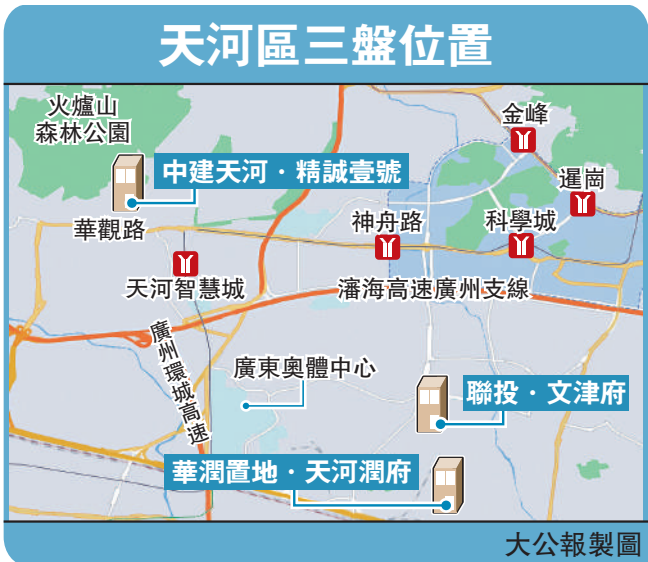 天河區三盤位置
火爐山
森林公園
金峰
中建天河·精誠壹號
暹崗
華觀路
神舟路
科學城
天河智慧城
瀋海高速廣州支線
廣州環城高速
廣東奧體中心
聯投·文津府
華潤置地·天河潤府
大公報製圖